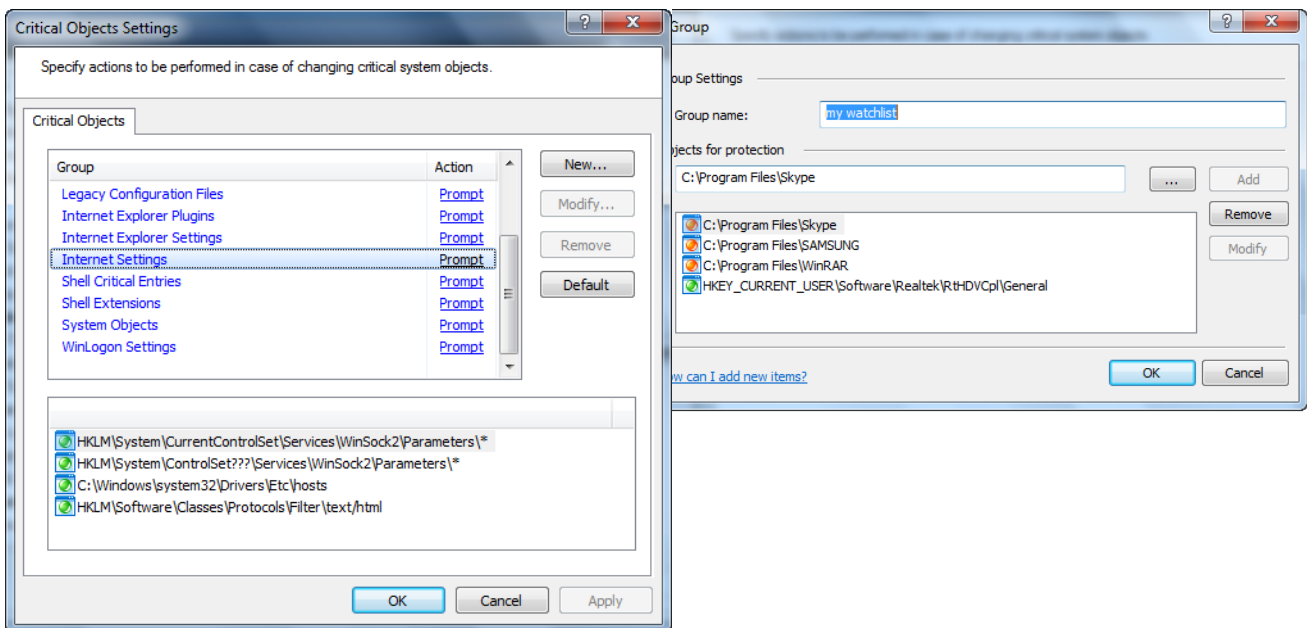 Critical Objects Settings
Specify actions to be performed in case of changing critical system objects.
Critical Objects
Group Action
Legacy Configuration Files Prompt
Internet Explorer Plugins Prompt
Internet Explorer Settings Prompt
Internet Settings Prompt
Shell Critical Entries Prompt
Shell Extensions Prompt
System Objects Prompt
WinLogon Settings Prompt
New...
Modify...
Remove
Default
HKLM\System\CurrentControlSet\Services\WinSock2\Parameters\*
HKLM\System\ControlSet???\Services\WinSock2\Parameters\*
C:\Windows\system32\Drivers\Etc\hosts
HKLM\Software\Classes\Protocols\Filter\text/html
OK Cancel Apply
Group
oup Settings
Group name: my watchlist
jects for protection
C:\Program Files\Skype ... Add
C:\Program Files\Skype
C:\Program Files\SAMSUNG
C:\Program Files\WinRAR
HKEY_CURRENT_USER\Software\Realtek\RtHDVCpl\General
Remove
Modify
ow can I add new items?
OK Cancel